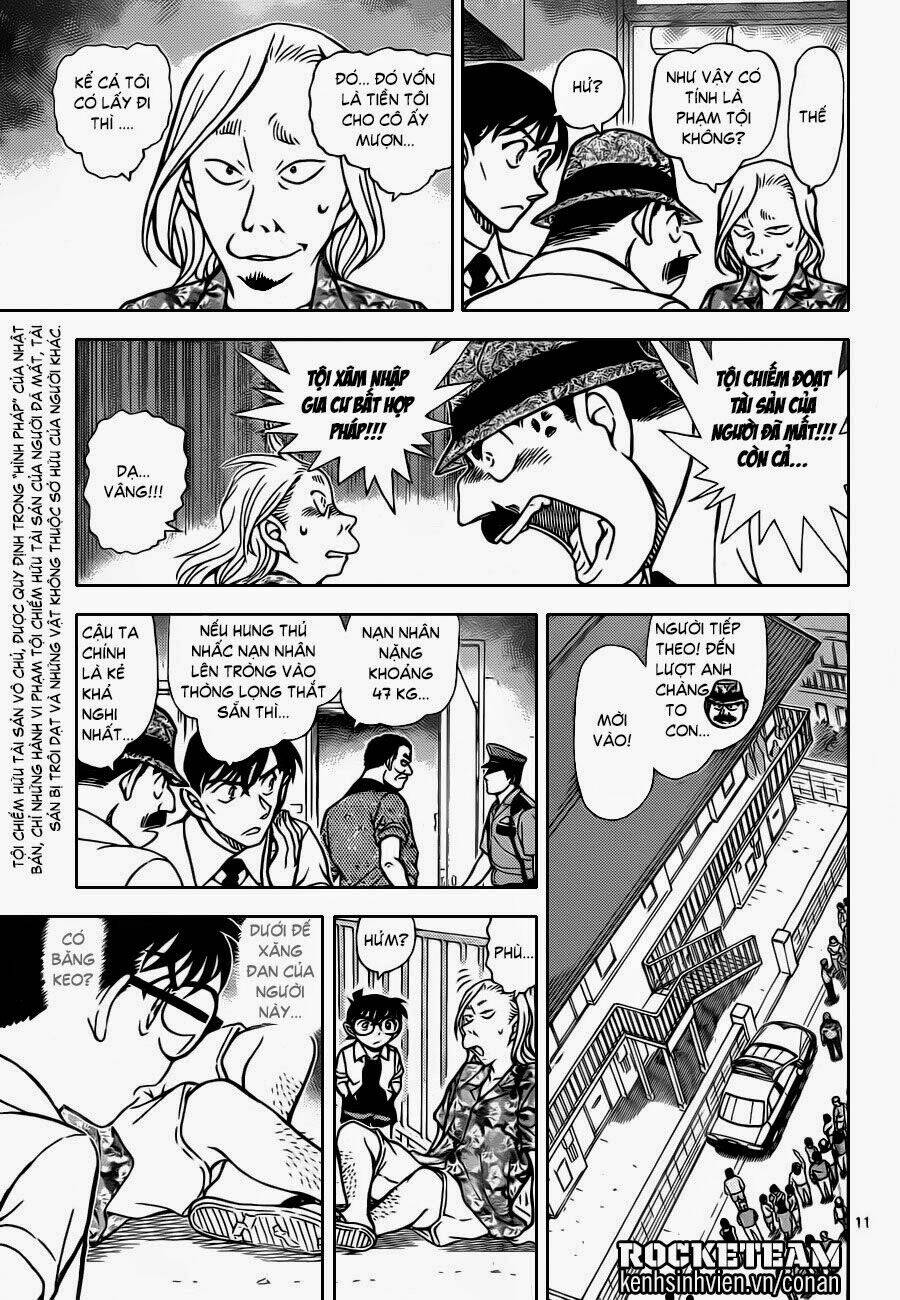 THẾ
NHƯ VẬY CÓ
TÍNH LÀ
PHẠM TỘI
KHÔNG?
HỬ?
ĐÓ... ĐÓ VỐN
LÀ TIỀN TÔI
CHO CÔ ẤY
MƯỢN...
KỂ CẢ TÔI
CÓ LẤY ĐI
THÌ ....
TỘI CHIẾM ĐOẠT
TÀI SẢN CỦA
NGƯỜI ĐÃ MẤT!!!
CÒN CẢ...
TỘI XÂM NHẬP
GIA CƯ BẤT HỢP
PHÁP!!!
DẠ...
VÂNG!!!
TỘI CHIẾM HỮU TÀI SẢN VÔ CHỦ, ĐƯỢC QUY ĐỊNH TRONG "HÌNH PHÁP" CỦA NHẬT
BẢN, CHỈ NHỮNG HÀNH VI PHẠM TỘI CHIẾM HỮU TÀI SẢN CỦA NGƯỜI ĐÃ MẤT, TÀI
SẢN BỊ TRÔI DẠT VÀ NHỮNG VẬT KHÔNG THUỘC SỞ HỮU CỦA NGƯỜI KHÁC.
NGƯỜI TIẾP
THEO! ĐẾN
LƯỢT ANH
CHÀNG
TO
CON...
MỜI
VÀO!
NẠN NHÂN
NẶNG
KHOẢNG
47 KG...
NẾU HUNG THỦ
NHẤC NẠN NHÂN
LÊN TRÒNG VÀO
THÒNG LỌNG THẮT
SẴN THÌ...
CẬU TA
CHÍNH
LÀ KẺ
KHẢ
NGHI
NHẤT...
PHÙ...
HỬM?
DƯỚI ĐẾ
XĂNG
ĐAN CỦA
NGƯỜI
NÀY...
CÓ
BĂNG
KEO?
11
ROCKETEAM
kenhsinhvien.vn/conan